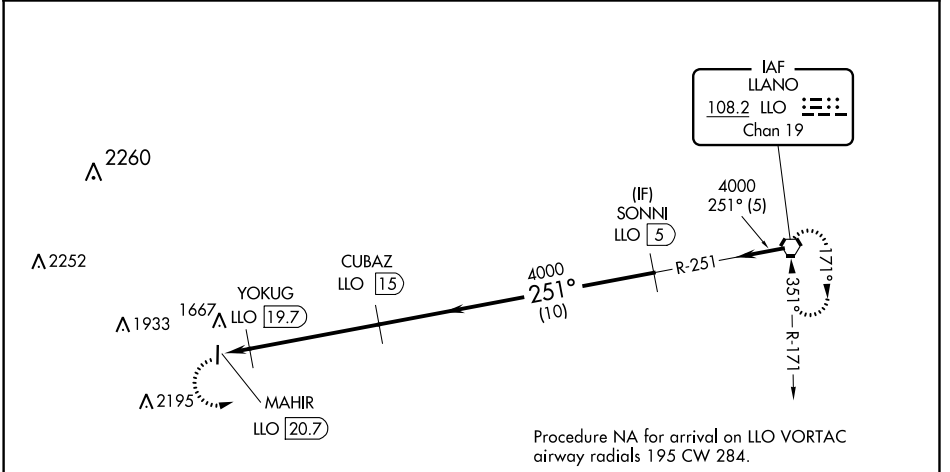 IAF
LLANO
108.2 LLO
Chan 19
2260
4000
251° (5)
(IF)
SONNI
LLO 5
R-251
171°
2252
CUBAZ
LLO 15
4000
251°
(10)
351°
R-171
YOKUG
LLO 19.7
1667
1933
2195
MAHIR
LLO 20.7
Procedure NA for arrival on LLO VORTAC
airway radials 195 CW 284.